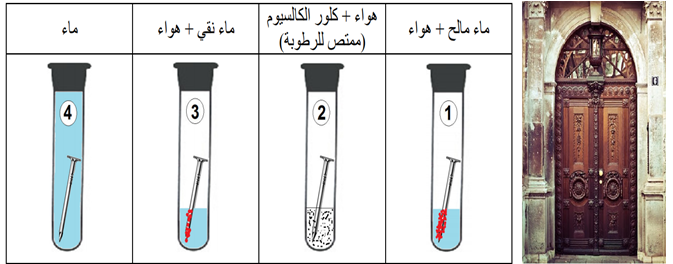 ماء مالح + هواء
هواء + كلور الكالسيوم
(ممتص للرطوبة)
ماء نقي + هواء
ماء
1
2
3
4